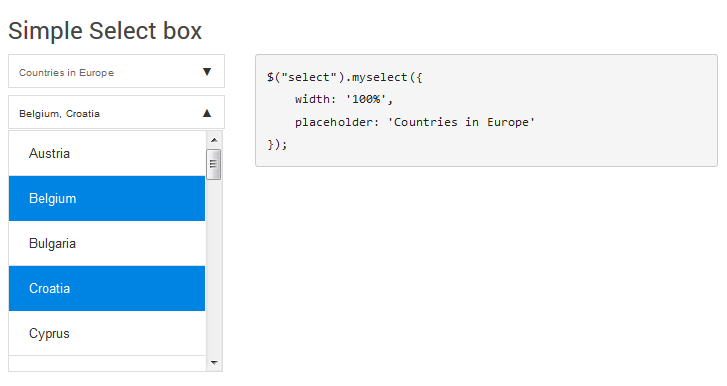 Simple Select box
Countries in Europe ▼
Belgium, Croatia ▲
Austria
Belgium
Bulgaria
Croatia
Cyprus
$("select").myselect({
    width: '100%',
    placeholder: 'Countries in Europe'
});